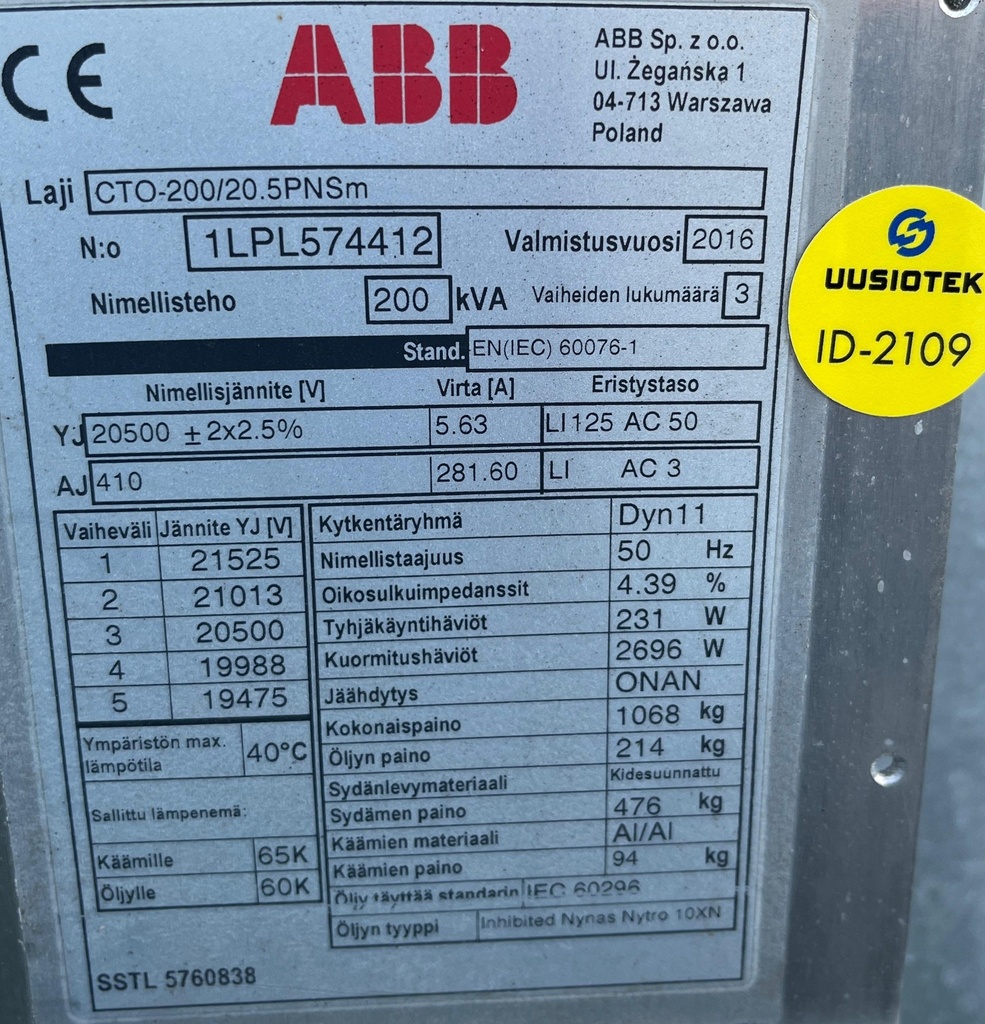 CE
ABB
ABB Sp. z o.o.
Ul. Żegańska 1
04-713 Warszawa
Poland
Laji CTO-200/20.5PNSm
N:o 1LPL574412 Valmistusvuosi 2016
Nimellisteho 200 kVA Vaiheiden lukumäärä 3
Stand. EN(IEC) 60076-1
Nimellisjännite [V] Virta [A] Eristystaso
YJ 20500 ±2x2.5% 5.63 LI125 AC 50
AJ 410 281.60 LI AC 3
Vaiheväli Jännite YJ [V]
1 21525
2 21013
3 20500
4 19988
5 19475
Ympäristön max. lämpötila 40°C
Sallittu lämpenemä:
Käämille 65K
Öljylle 60K
Kytkentäryhmä Dyn11
Nimellistaajuus 50 Hz
Oikosulkuimpedanssit 4.39 %
Tyhjäkäyntihäviöt 231 W
Kuormitushäviöt 2696 W
Jäähdytys ONAN
Kokonaispaino 1068 kg
Öljyn paino 214 kg
Sydänlevymateriaali Kidesuunnattu
Sydämen paino 476 kg
Käämien materiaali Al/Al
Käämien paino 94 kg
Öljy täyttää standardin IEC 60296
Öljyn tyyppi Inhibited Nynas Nytro 10XN
SSTL 5760838
UUSIOTEK
ID-2109